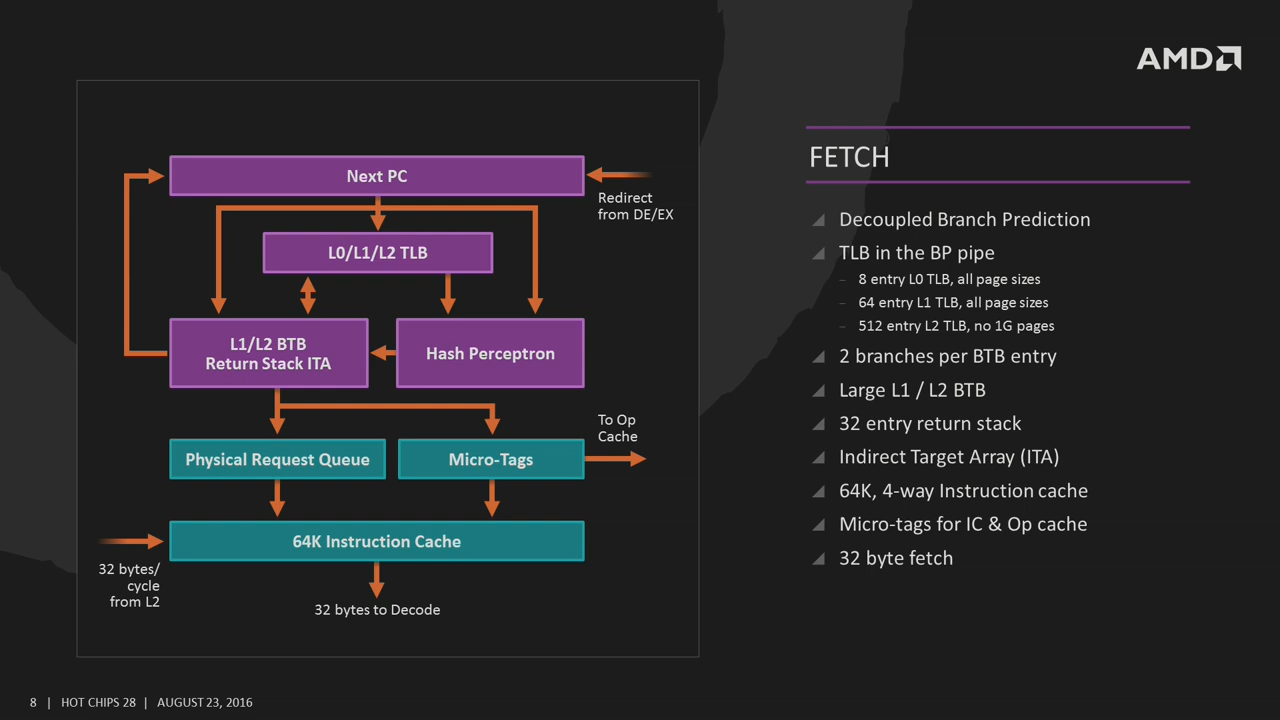 AMD
Next PC
Redirect
from DE/EX
L0/L1/L2 TLB
L1/L2 BTB
Return Stack ITA
Hash Perceptron
To Op
Cache
Physical Request Queue
Micro-Tags
64K Instruction Cache
32 bytes/
cycle
from L2
32 bytes to Decode
FETCH
Decoupled Branch Prediction
TLB in the BP pipe
– 8 entry L0 TLB, all page sizes
– 64 entry L1 TLB, all page sizes
– 512 entry L2 TLB, no 1G pages
2 branches per BTB entry
Large L1 / L2 BTB
32 entry return stack
Indirect Target Array (ITA)
64K, 4-way Instruction cache
Micro-tags for IC & Op cache
32 byte fetch
8 | HOT CHIPS 28 | AUGUST 23, 2016